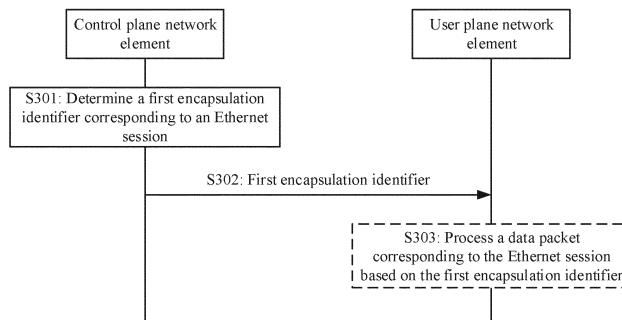 Control plane network
element
User plane network
element
S301: Determine a first encapsulation
identifier corresponding to an Ethernet
session
S302: First encapsulation identifier
S303: Process a data packet
corresponding to the Ethernet session
based on the first encapsulation identifier